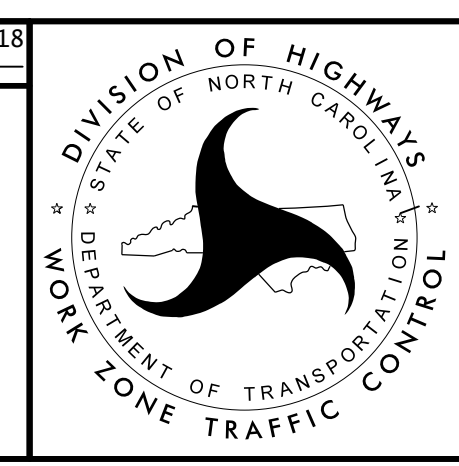 18
DIVISION OF HIGHWAYS
STATE OF NORTH CAROLINA
DEPARTMENT OF TRANSPORTATION
WORK ZONE TRAFFIC CONTROL